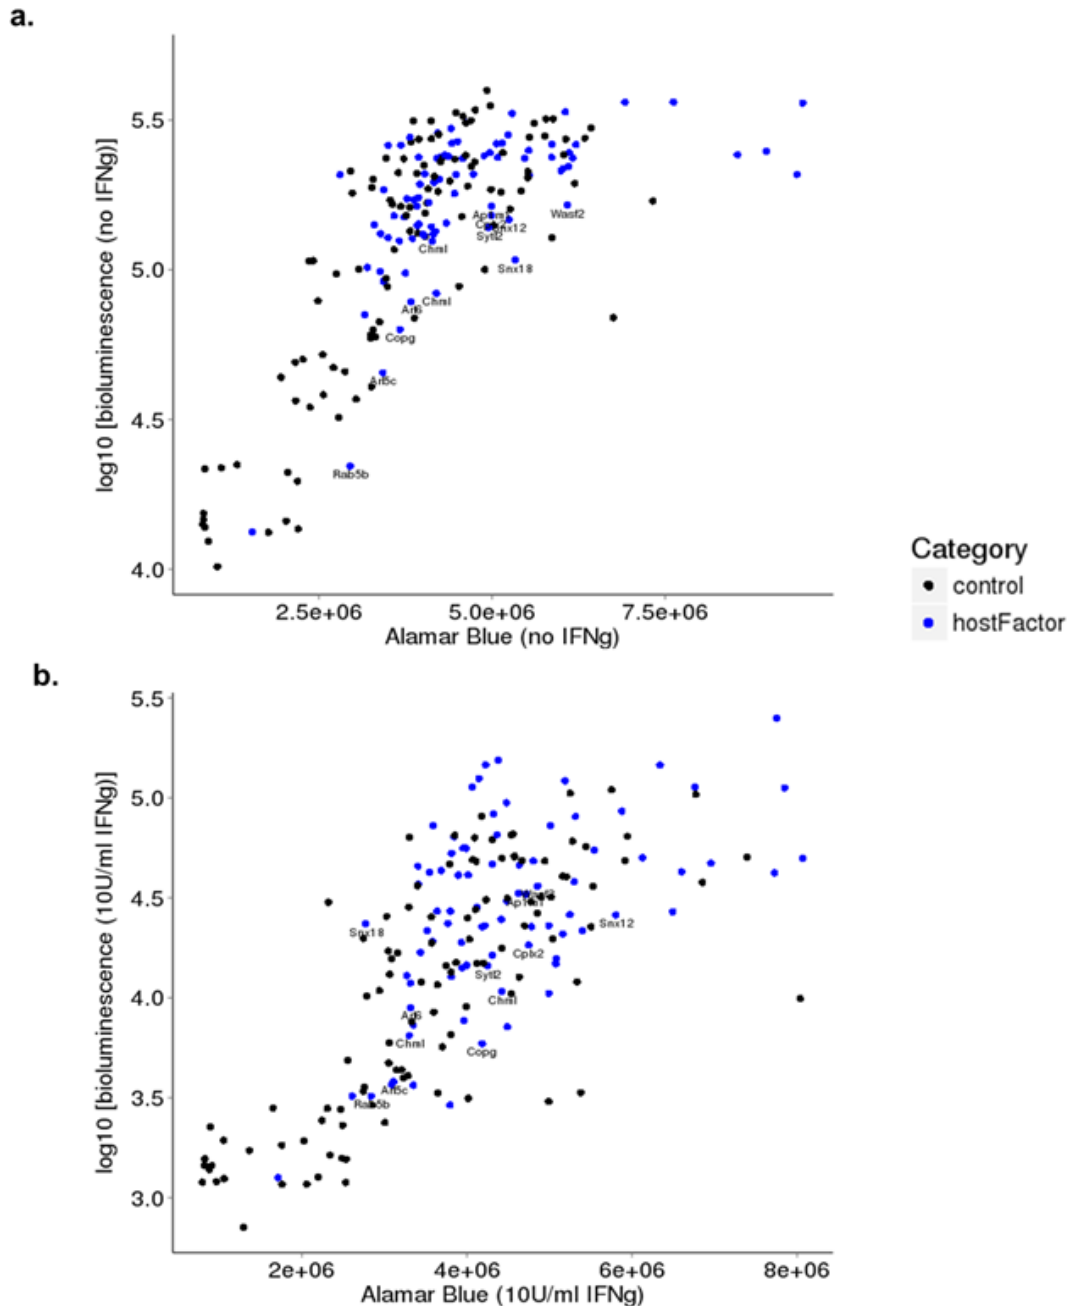 a.
log10 [bioluminescence (no IFNg)]
5.5
5.0
4.5
4.0
Wasf2
Sytl2
Chml
Snx18
Chml
Arf6
Copg
Arl5c
Rab5b
2.5e+06 5.0e+06 7.5e+06
Alamar Blue (no IFNg)
Category
control
hostFactor
b.
log10 [bioluminescence (10U/ml IFNg)]
5.5
5.0
4.5
4.0
3.5
3.0
Snx12
Snx18
Cplx2
Sytl2
Chml
Arf6
Chml
Copg
Arl5c
Rab5b
2e+06 4e+06 6e+06 8e+06
Alamar Blue (10U/ml IFNg)